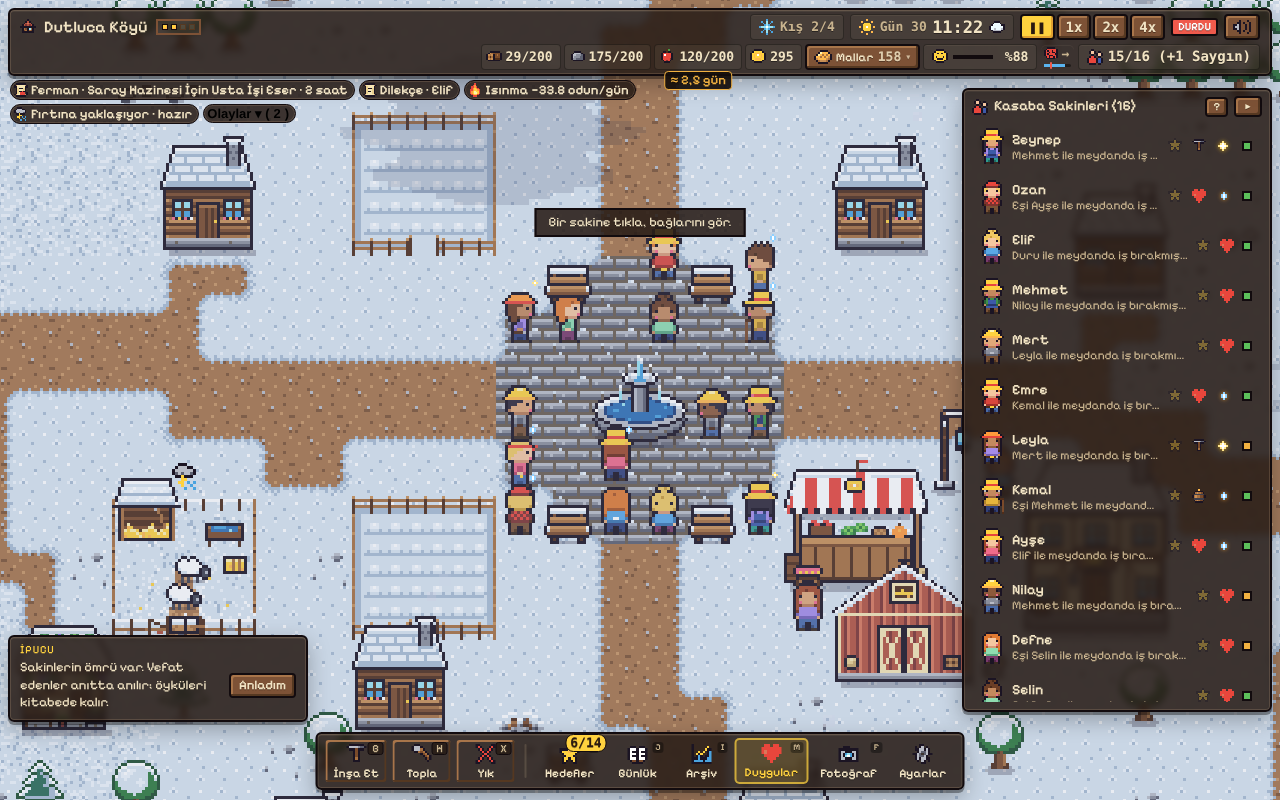 Dutluca Köyü
Kış 2/4
Gün 30 11:22
1x
2x
4x
DURDU
29/200
175/200
120/200
295
Mallar 158 ▾
%88
15/16 (+1 Saygın)
≈ 2.2 gün
Ferman · Saray Hazinesi İçin Usta İşi Eser · 2 saat
Dilekçe · Elif
Isınma -33.9 odun/gün
Fırtına yaklaşıyor · hazır
Olaylar ▾ ( 2 )
Bir sakine tıkla, bağlarını gör.
Kasaba Sakinleri (16)
?
Zeynep
Mehmet ile meydanda iş ...
Ozan
Eşi Ayşe ile meydanda iş ...
Elif
Duru ile meydanda iş bırakmış...
Mehmet
Nilay ile meydanda iş bırakmış...
Mert
Leyla ile meydanda iş bırakmı...
Emre
Kemal ile meydanda iş bır...
Leyla
Mert ile meydanda iş bır...
Kemal
Eşi Mehmet ile meydand...
Ayşe
Elif ile meydanda iş bıra...
Nilay
Mehmet ile meydanda iş bıra...
Defne
Eşi Selin ile meydanda iş bırak...
Selin
İPUCU
Sakinlerin ömrü var. Vefat
edenler anıtta anılır; öyküleri
kitabede kalır.
Anladım
İnşa Et
G
Topla
H
Yık
X
6/14
Hedefler
Günlük
J
Arşiv
I
Duygular
M
Fotoğraf
F
Ayarlar